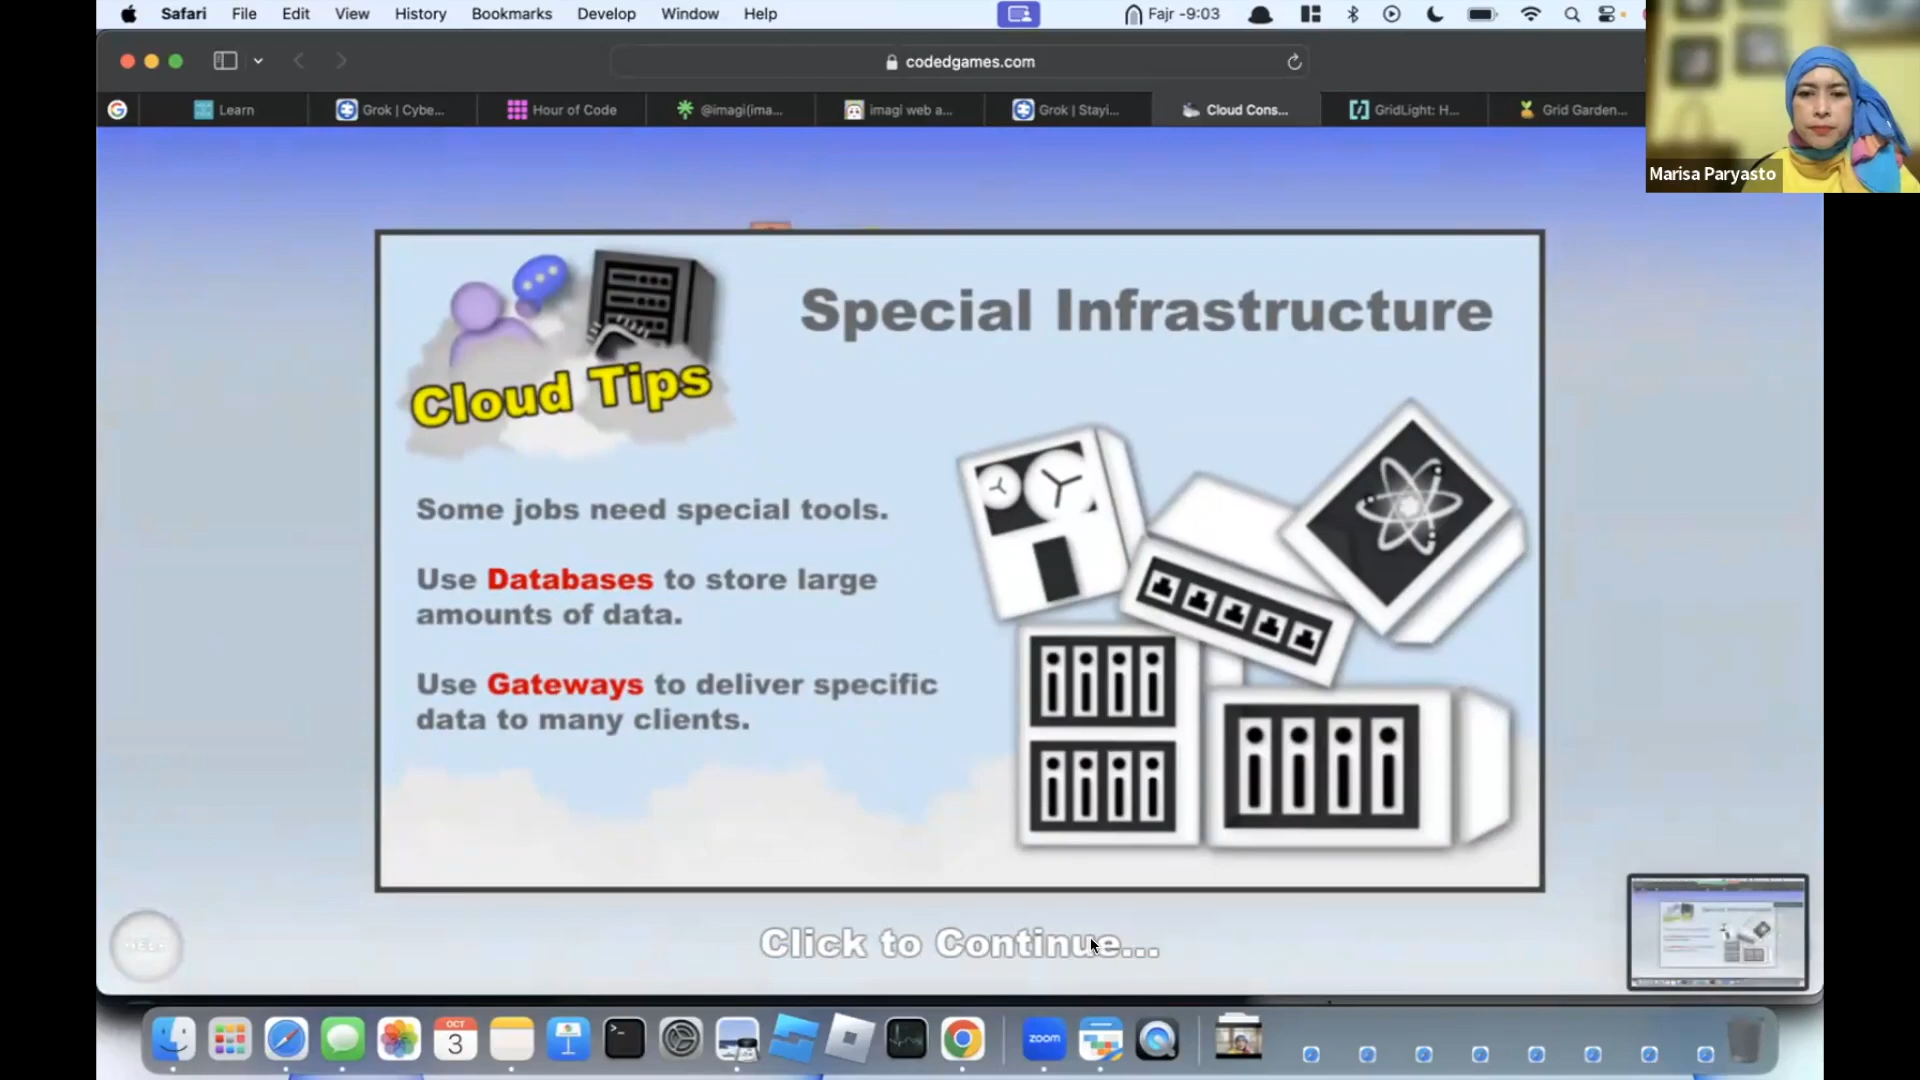 Safari File Edit View History Bookmarks Develop Window Help Fajr -9:03
codedgames.com
Learn Grok | Cybe... Hour of Code @imagi(ima... imagi web a... Grok | Stayi... Cloud Cons... GridLight: H... Grid Garden...
Marisa Paryasto
Cloud Tips
Special Infrastructure
Some jobs need special tools.
Use Databases to store large
amounts of data.
Use Gateways to deliver specific
data to many clients.
HELP
Click to Continue...
OCT
3
zoom